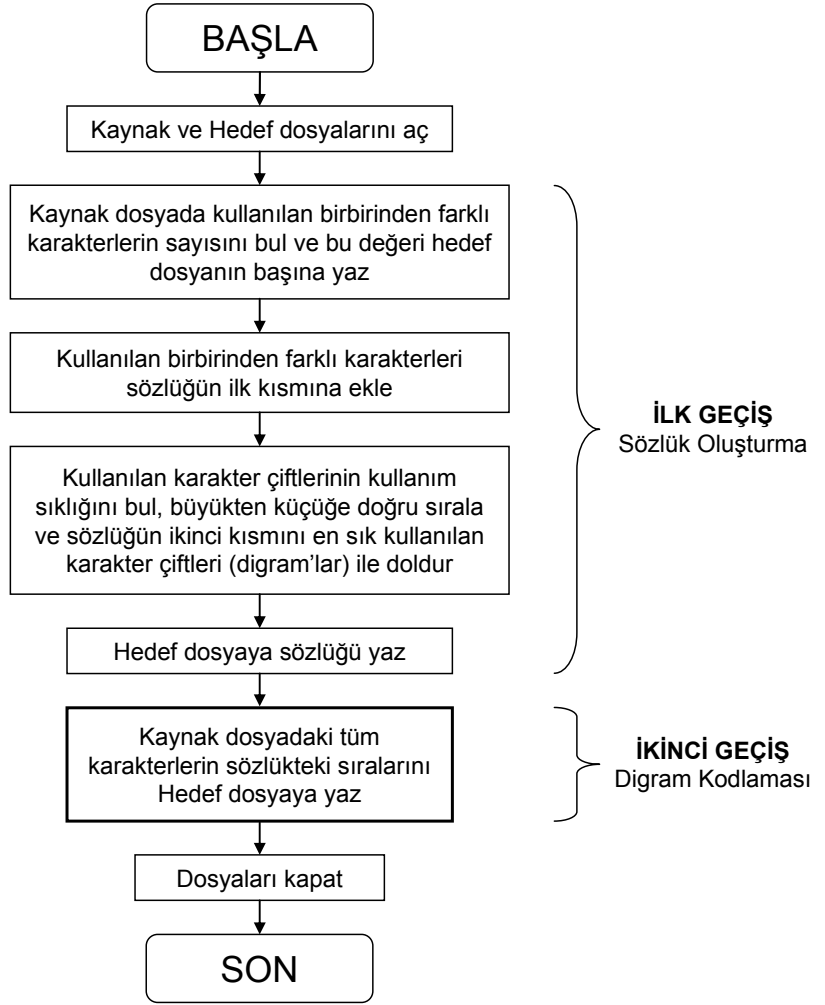 BAŞLA
Kaynak ve Hedef dosyalarını aç
Kaynak dosyada kullanılan birbirinden farklı
karakterlerin sayısını bul ve bu değeri hedef
dosyanın başına yaz
Kullanılan birbirinden farklı karakterleri
sözlüğün ilk kısmına ekle
Kullanılan karakter çiftlerinin kullanım
sıklığını bul, büyükten küçüğe doğru sırala
ve sözlüğün ikinci kısmını en sık kullanılan
karakter çiftleri (digram’lar) ile doldur
Hedef dosyaya sözlüğü yaz
İLK GEÇİŞ
Sözlük Oluşturma
Kaynak dosyadaki tüm
karakterlerin sözlükteki sıralarını
Hedef dosyaya yaz
İKİNCİ GEÇİŞ
Digram Kodlaması
Dosyaları kapat
SON